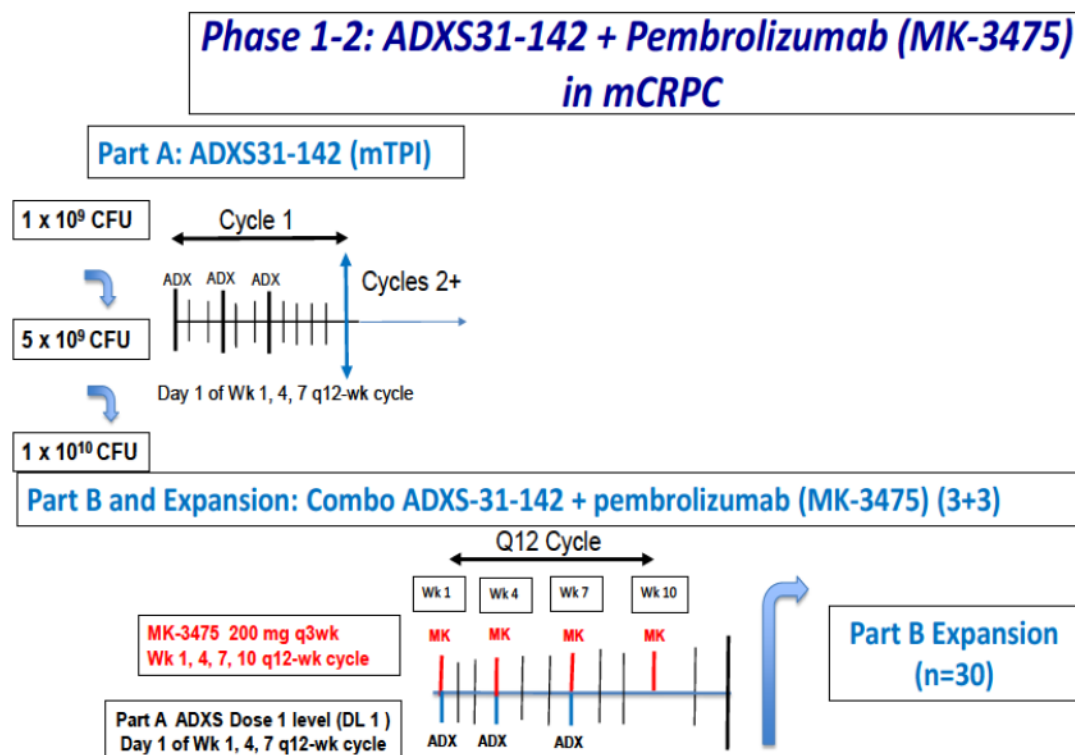 Phase 1-2: ADXS31-142 + Pembrolizumab (MK-3475)
in mCRPC
Part A: ADXS31-142 (mTPI)
1 x 10⁹ CFU
Cycle 1
ADX ADX ADX
Cycles 2+
5 x 10⁹ CFU
Day 1 of Wk 1, 4, 7 q12-wk cycle
1 x 10¹⁰ CFU
Part B and Expansion: Combo ADXS-31-142 + pembrolizumab (MK-3475) (3+3)
Q12 Cycle
Wk 1 Wk 4 Wk 7 Wk 10
MK MK MK MK
MK-3475 200 mg q3wk
Wk 1, 4, 7, 10 q12-wk cycle
Part B Expansion
(n=30)
Part A ADXS Dose 1 level (DL 1 )
Day 1 of Wk 1, 4, 7 q12-wk cycle
ADX ADX ADX